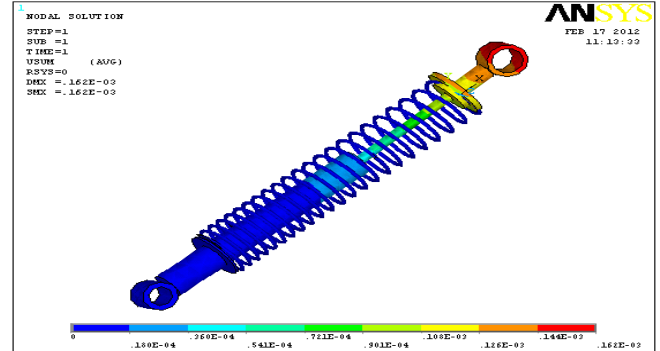 1
NODAL SOLUTION
ANSYS
STEP=1
SUB =1
TIME=1
USUM (AVG)
RSYS=0
DMX =.162E-03
SMX =.162E-03
FEB 17 2012
11:13:33
X
0
.180E-04
.360E-04
.541E-04
.721E-04
.901E-04
.108E-03
.126E-03
.144E-03
.162E-03